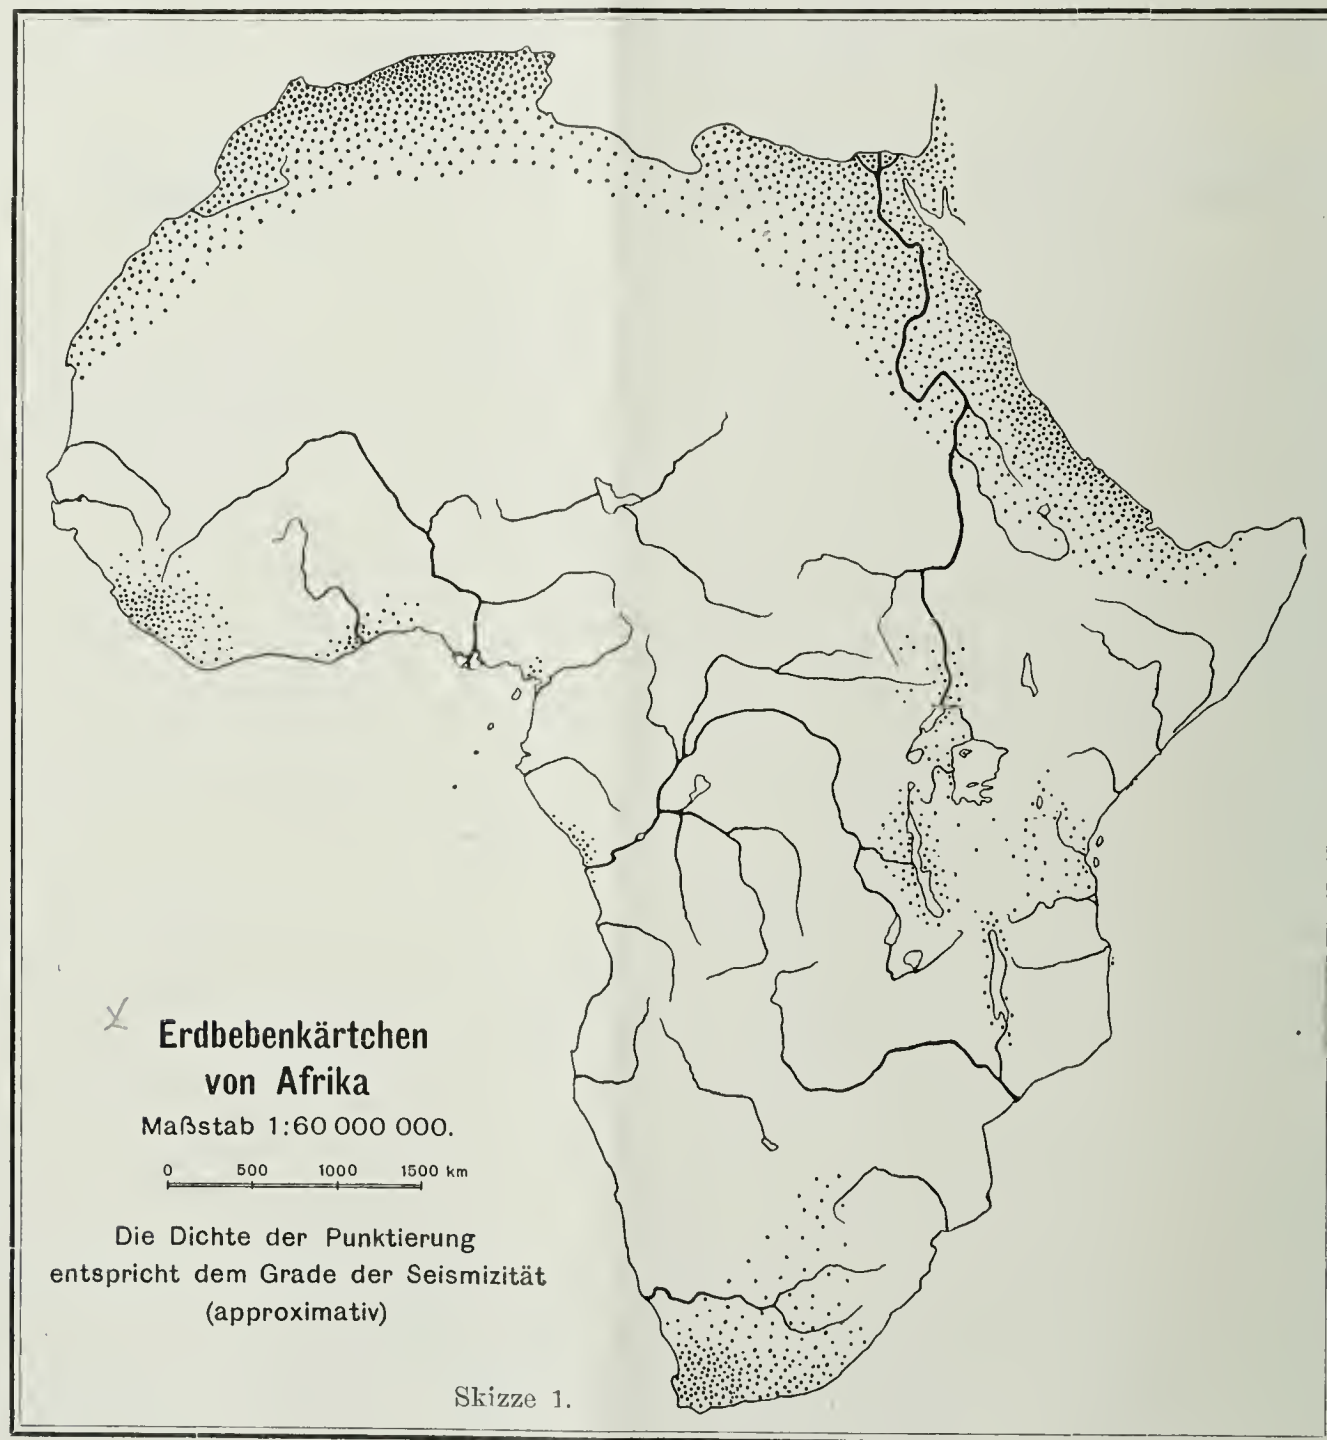 Erdbebenkärtchen
von Afrika
Maßstab 1:60 000 000.
0 500 1000 1500 km
Die Dichte der Punktierung
entspricht dem Grade der Seismizität
(approximativ)
Skizze 1.